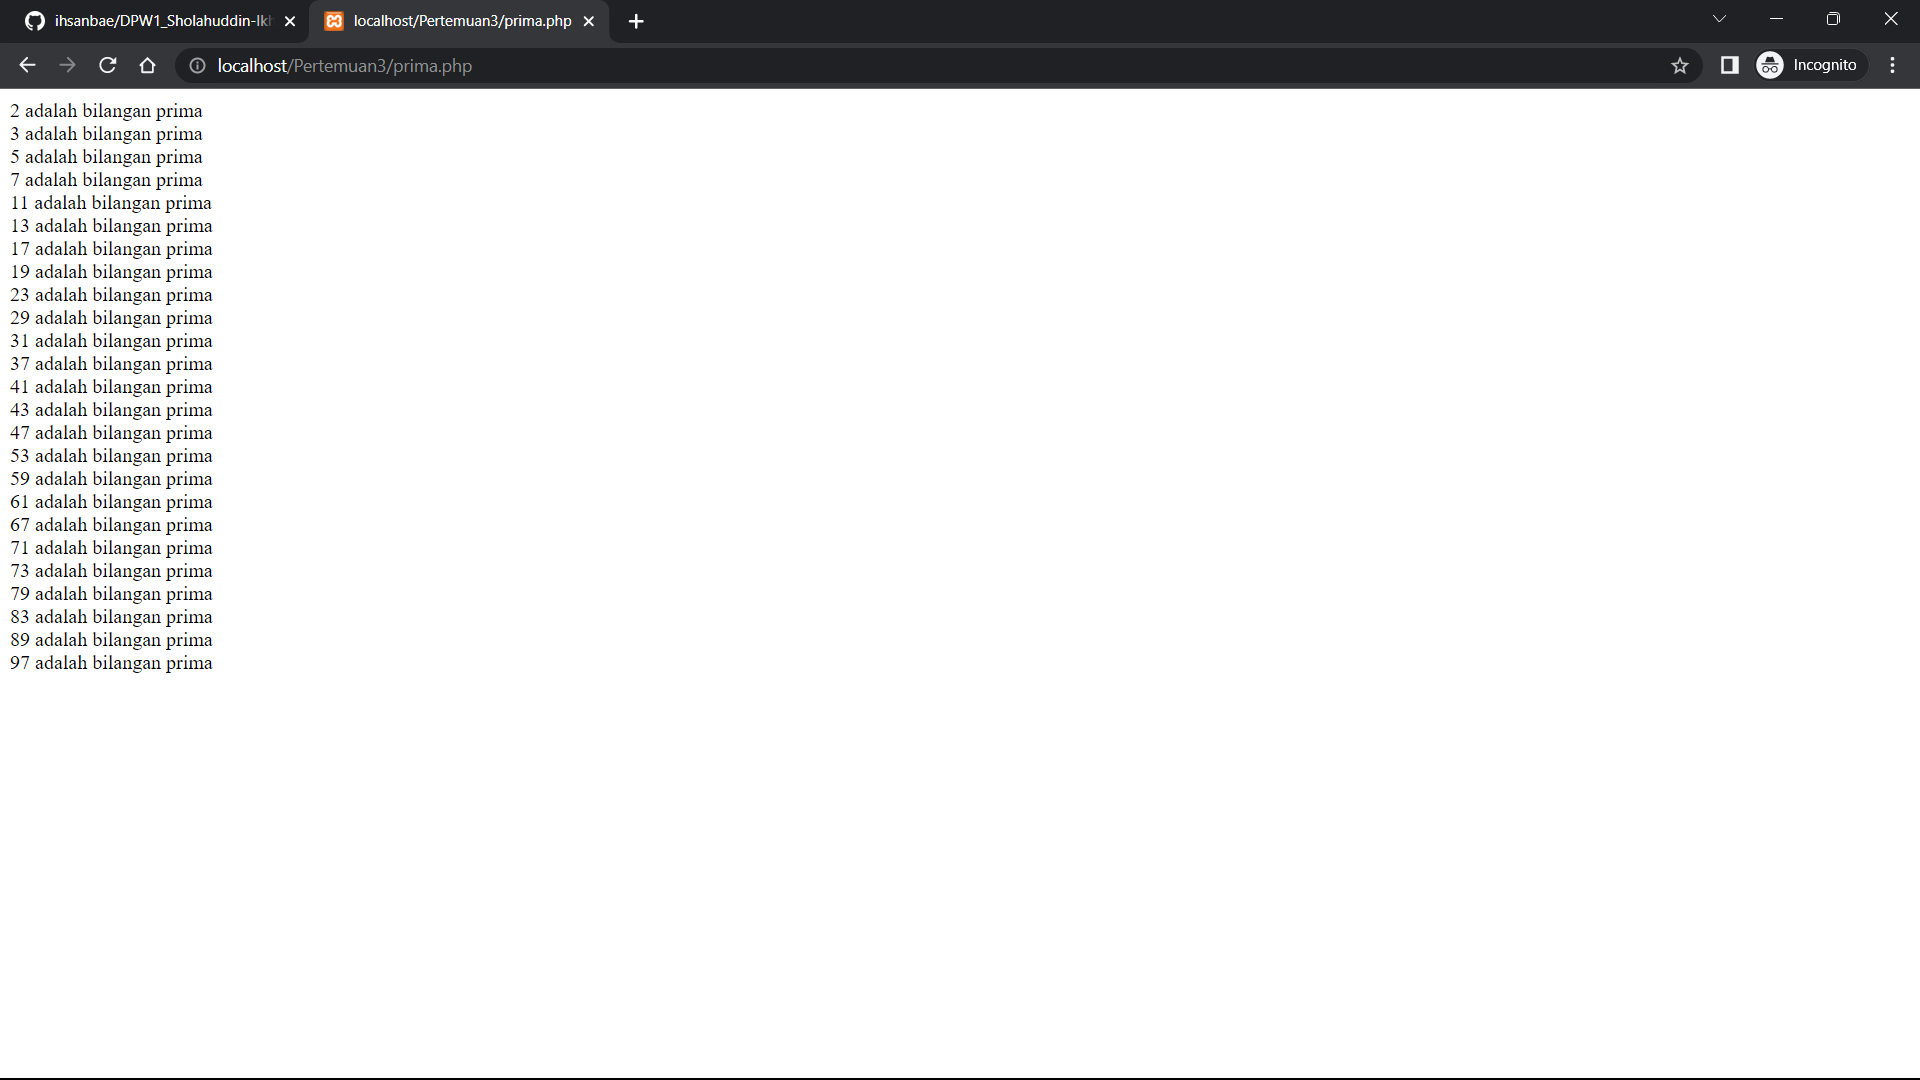 ihsanbae/DPW1_Sholahuddin-Ik
localhost/Pertemuan3/prima.php
localhost/Pertemuan3/prima.php
Incognito
2 adalah bilangan prima
3 adalah bilangan prima
5 adalah bilangan prima
7 adalah bilangan prima
11 adalah bilangan prima
13 adalah bilangan prima
17 adalah bilangan prima
19 adalah bilangan prima
23 adalah bilangan prima
29 adalah bilangan prima
31 adalah bilangan prima
37 adalah bilangan prima
41 adalah bilangan prima
43 adalah bilangan prima
47 adalah bilangan prima
53 adalah bilangan prima
59 adalah bilangan prima
61 adalah bilangan prima
67 adalah bilangan prima
71 adalah bilangan prima
73 adalah bilangan prima
79 adalah bilangan prima
83 adalah bilangan prima
89 adalah bilangan prima
97 adalah bilangan prima